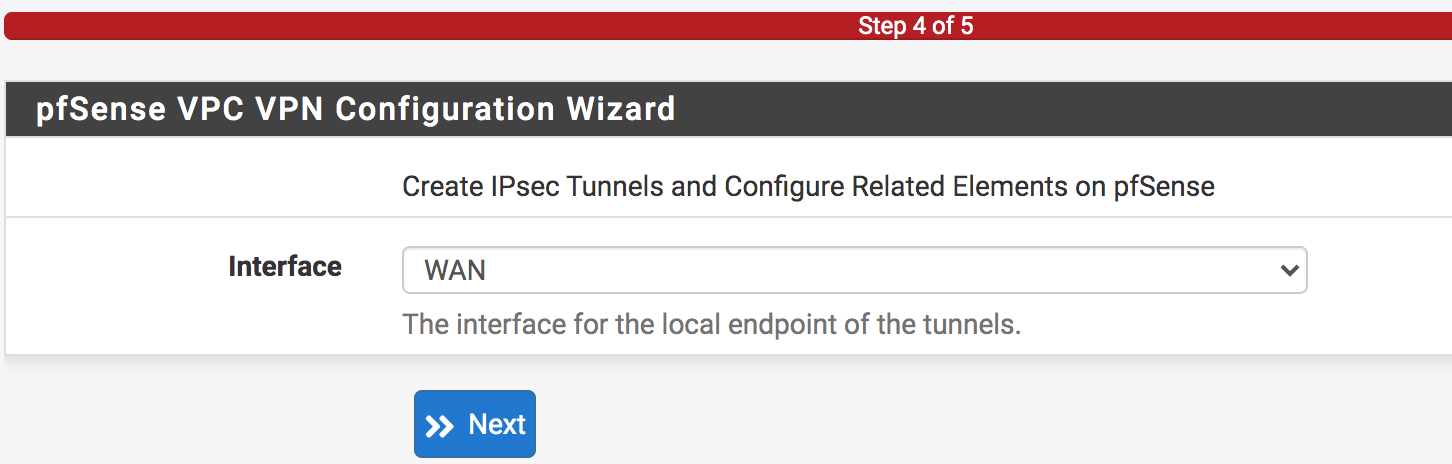 Step 4 of 5
pfSense VPC VPN Configuration Wizard
Create IPsec Tunnels and Configure Related Elements on pfSense
Interface
WAN
The interface for the local endpoint of the tunnels.
Next